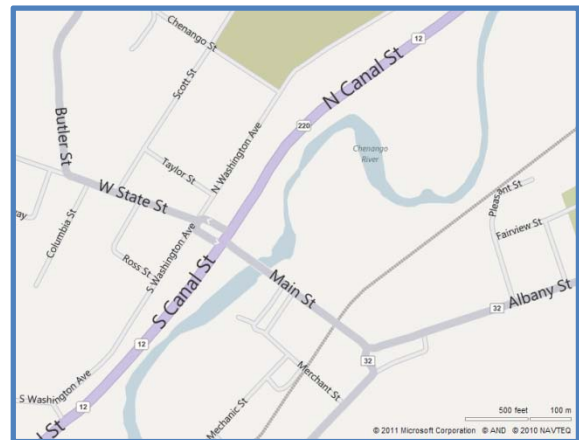 Chenango St
12
N Canal St
Scott St
Butler St
220
N Washington Ave
Chenango
River
Taylor St
W State St
Pleasant St
ray
Columbia St
Fairview St
S Washington Ave
Ross St
S Canal St
Main St
Albany St
32
12
32
Merchant St
S Washington Ave
Mechanic St
12
l St
500 feet 100 m
© 2011 Microsoft Corporation © AND © 2010 NAVTEQ